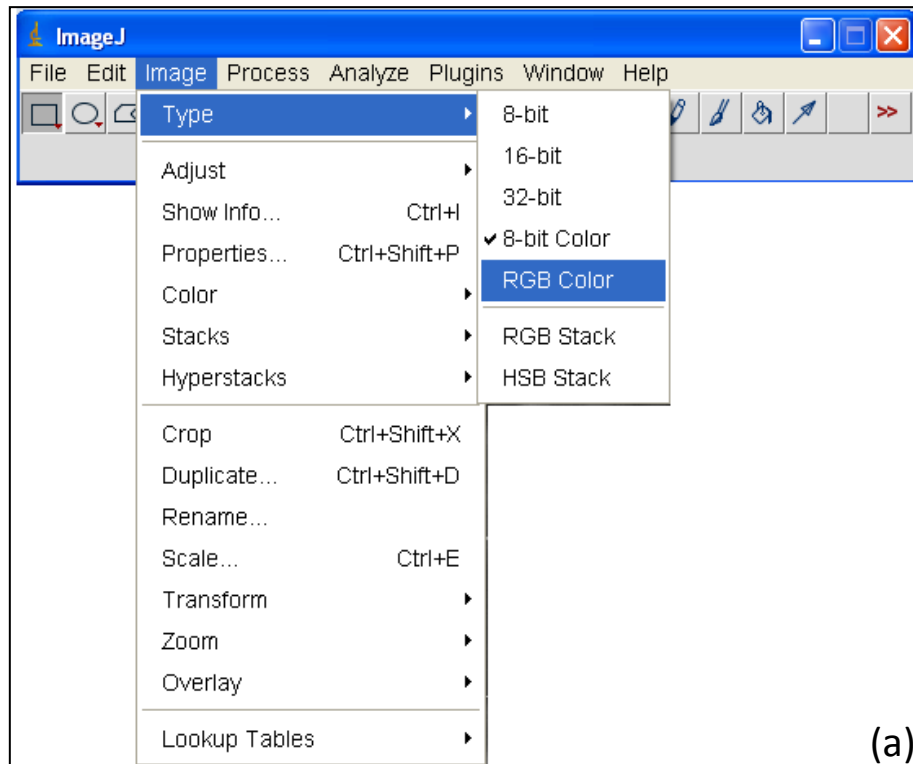 ImageJ
File Edit Image Process Analyze Plugins Window Help
>>
Type
Adjust
Show Info... Ctrl+I
Properties... Ctrl+Shift+P
Color
Stacks
Hyperstacks
Crop Ctrl+Shift+X
Duplicate... Ctrl+Shift+D
Rename...
Scale... Ctrl+E
Transform
Zoom
Overlay
Lookup Tables
8-bit
16-bit
32-bit
8-bit Color
RGB Color
RGB Stack
HSB Stack
(a)